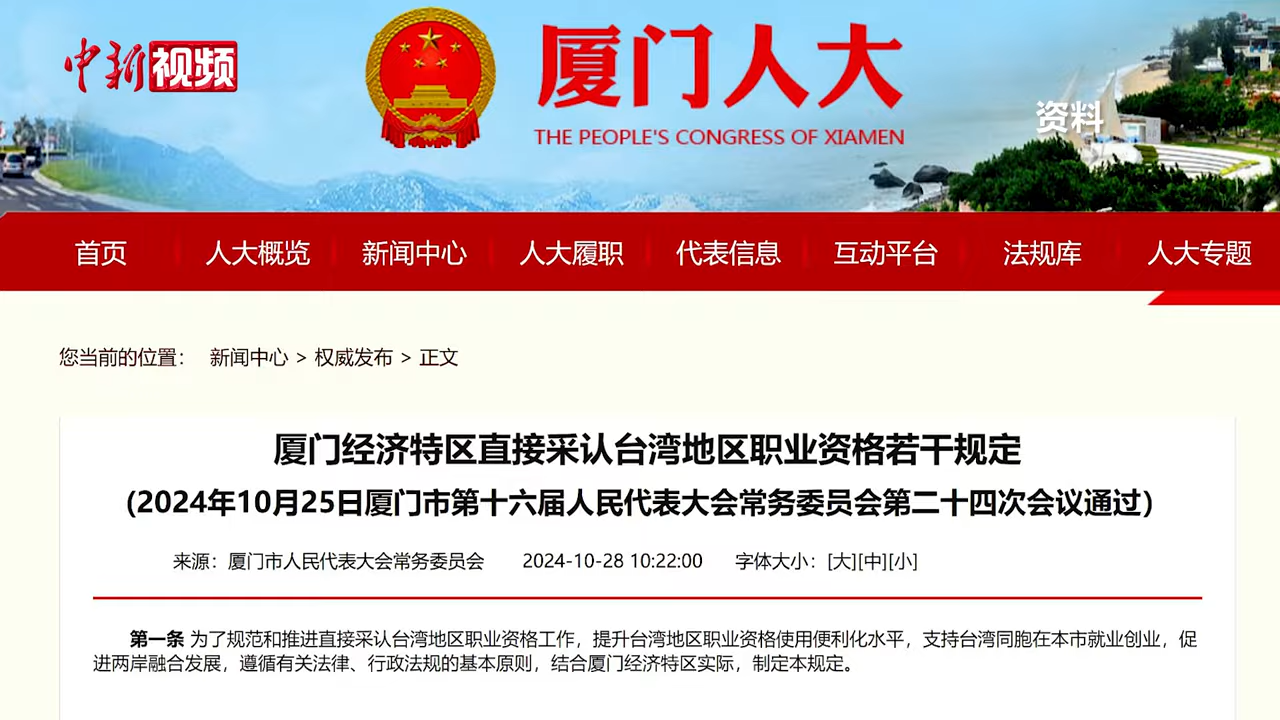 中新视频
厦门人大
THE PEOPLE'S CONGRESS OF XIAMEN
资料
首页 人大概览 新闻中心 人大履职 代表信息 互动平台 法规库 人大专题
您当前的位置： 新闻中心 > 权威发布 > 正文
厦门经济特区直接采认台湾地区职业资格若干规定
(2024年10月25日厦门市第十六届人民代表大会常务委员会第二十四次会议通过)
来源：厦门市人民代表大会常务委员会 2024-10-28 10:22:00 字体大小：[大][中][小]
第一条 为了规范和推进直接采认台湾地区职业资格工作，提升台湾地区职业资格使用便利化水平，支持台湾同胞在本市就业创业，促
进两岸融合发展，遵循有关法律、行政法规的基本原则，结合厦门经济特区实际，制定本规定。